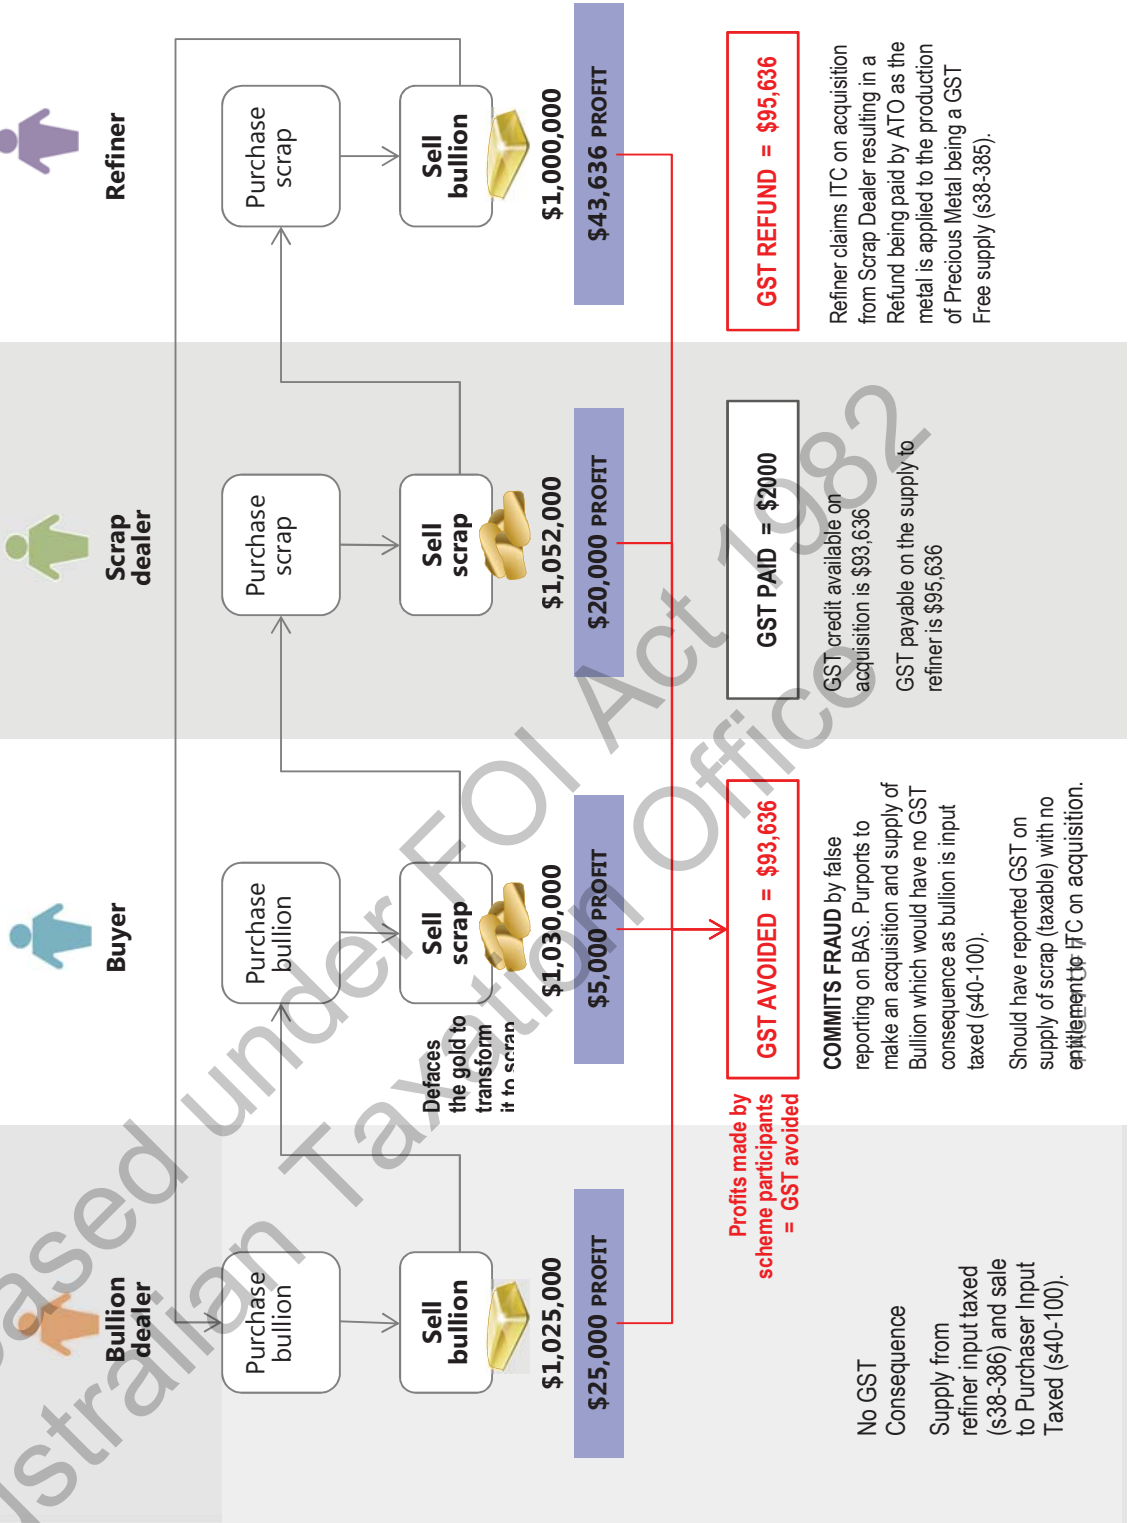 Bullion
dealer
Purchase
bullion
Sell
bullion
$1,025,000
$25,000 PROFIT
No GST
Consequence
Supply from
refiner input taxed
(s38-386) and sale
to Purchaser Input
Taxed (s40-100).
Profits made by
scheme participants
= GST avoided
Buyer
Purchase
bullion
Defaces
the gold to
transform
it to scrap
Sell
scrap
$1,030,000
$5,000 PROFIT
GST AVOIDED = $93,636
COMMITS FRAUD by false
reporting on BAS. Purports to
make an acquisition and supply of
Bullion which would have no GST
consequence as bullion is input
taxed (s40-100).
Should have reported GST on
supply of scrap (taxable) with no
entitlement to ITC on acquisition.
Scrap
dealer
Purchase
scrap
Sell
scrap
$1,052,000
$20,000 PROFIT
GST PAID = $2000
GST credit available on
acquisition is $93,636
GST payable on the supply to
refiner is $95,636
Refiner
Purchase
scrap
Sell
bullion
$1,000,000
$43,636 PROFIT
GST REFUND = $95,636
Refiner claims ITC on acquisition
from Scrap Dealer resulting in a
Refund being paid by ATO as the
metal is applied to the production
of Precious Metal being a GST
Free supply (s38-385).
under FOI Act 1982
Taxation Office